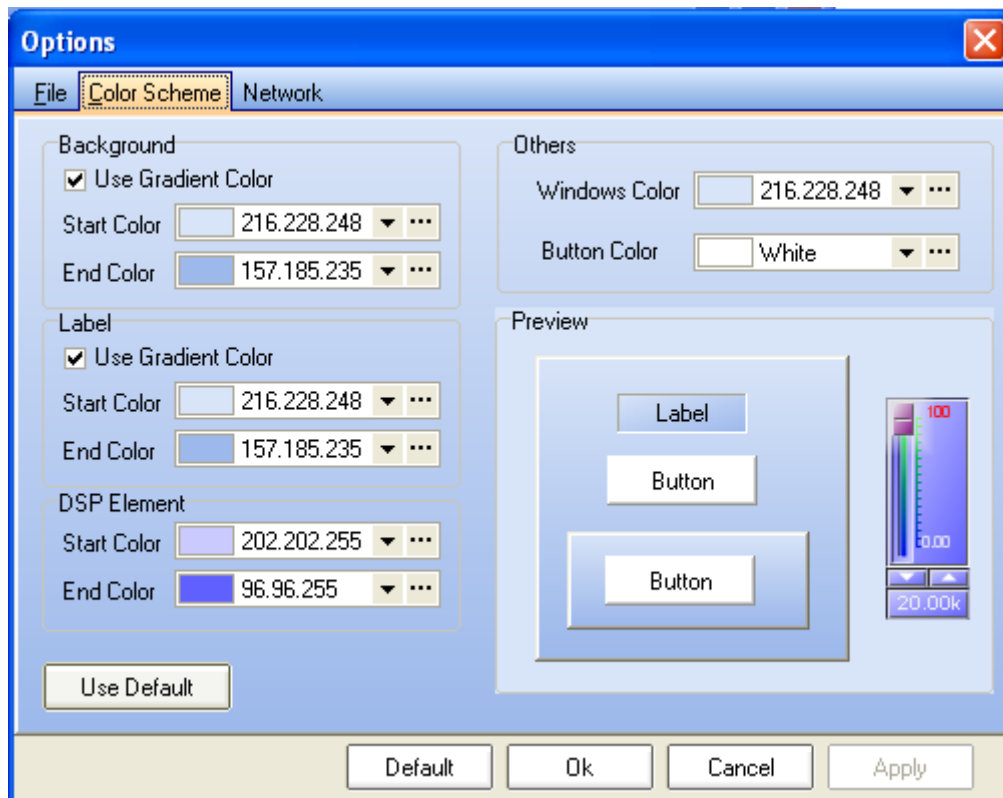 Options
File Color Scheme Network
Background
Use Gradient Color
Start Color 216.228.248
End Color 157.185.235
Label
Use Gradient Color
Start Color 216.228.248
End Color 157.185.235
DSP Element
Start Color 202.202.255
End Color 96.96.255
Use Default
Others
Windows Color 216.228.248
Button Color White
Preview
Label
Button
Button
100
0.00
20.00k
Default Ok Cancel Apply